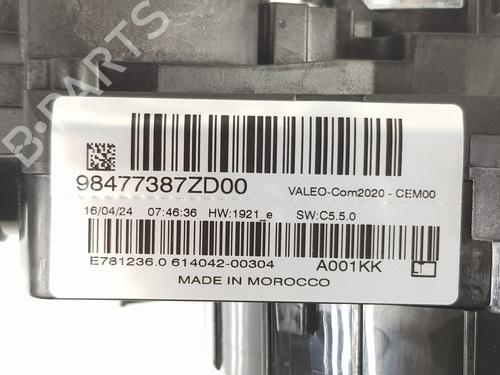 B-PARTS
98477387ZD00
VALEO-Com2020 - CEM00
16/04/24 07:46:36 HW:1921_e SW:C5.5.0
E781236.0 614042-00304 A001KK
MADE IN MOROCCO